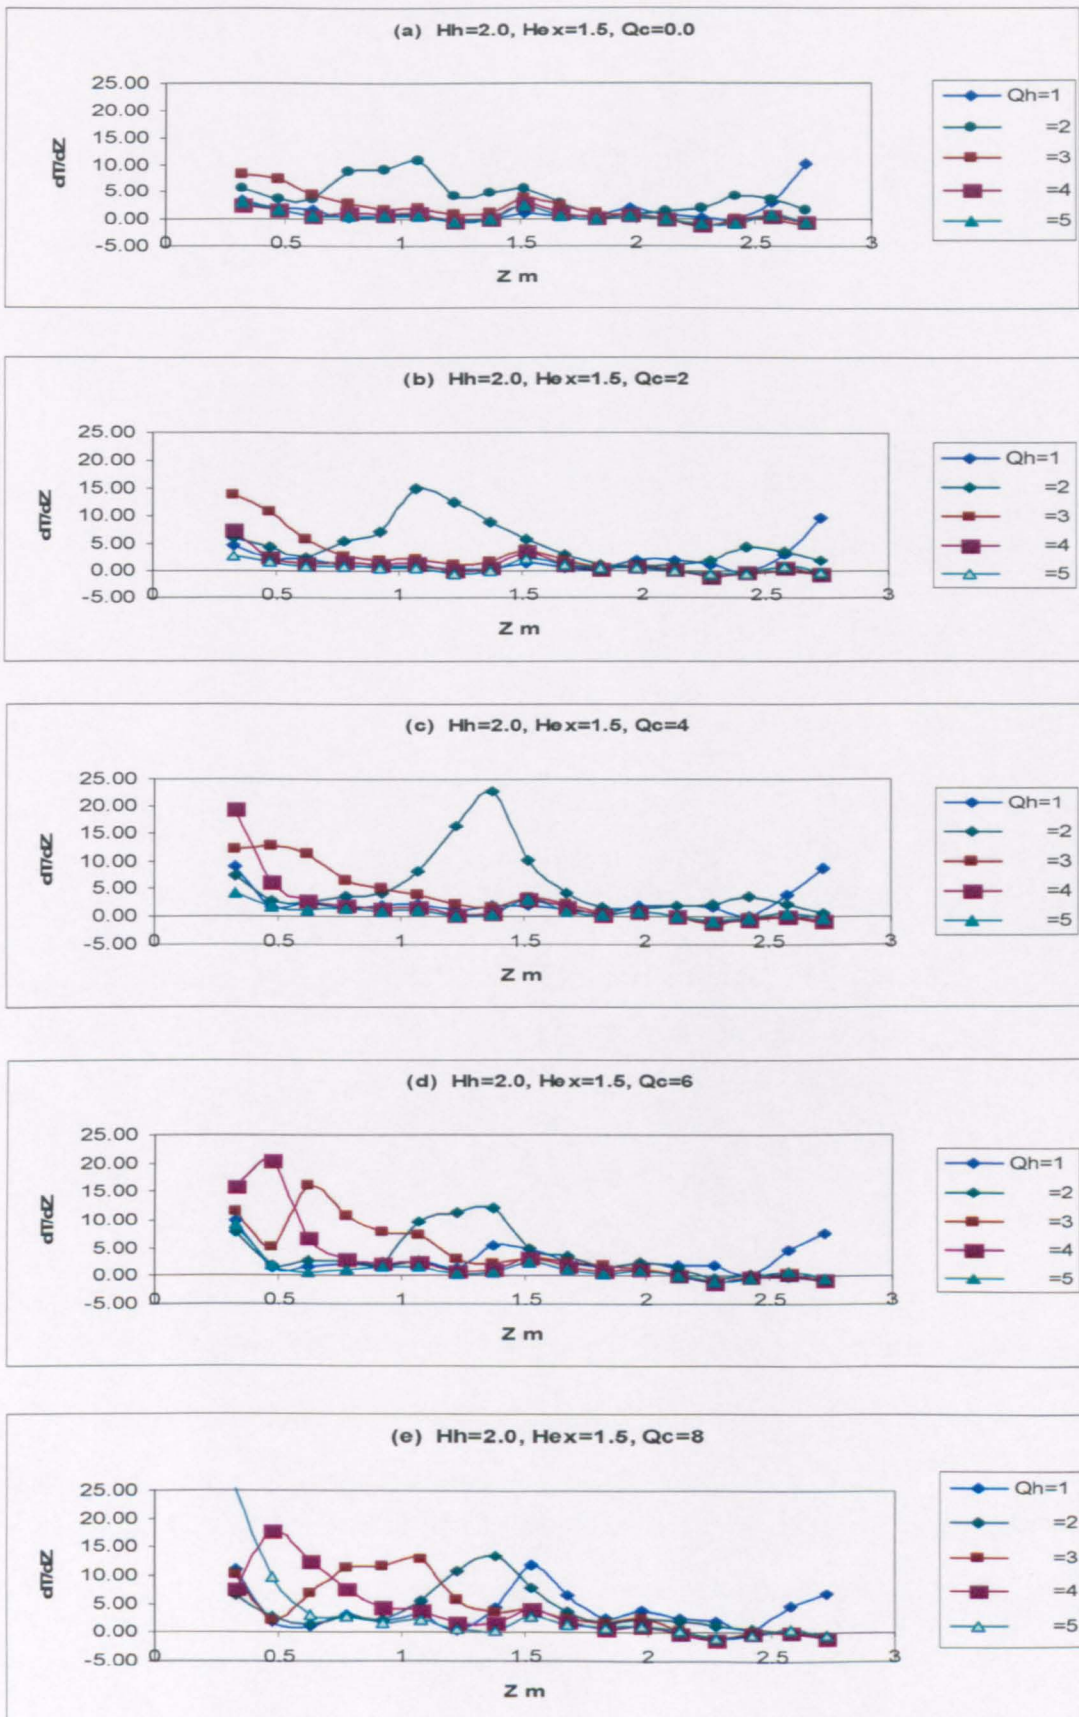 (a) Hh=2.0, Hex=1.5, Qc=0.0
25.00
20.00
15.00
10.00
5.00
0.00
-5.00
0 0.5 1 1.5 2 2.5 3
dT/dZ
Z m
Qh=1
=2
=3
=4
=5
(b) Hh=2.0, Hex=1.5, Qc=2
25.00
20.00
15.00
10.00
5.00
0.00
-5.00
0 0.5 1 1.5 2 2.5 3
dT/dZ
Z m
Qh=1
=2
=3
=4
=5
(c) Hh=2.0, Hex=1.5, Qc=4
25.00
20.00
15.00
10.00
5.00
0.00
-5.00
0 0.5 1 1.5 2 2.5 3
dT/dZ
Z m
Qh=1
=2
=3
=4
=5
(d) Hh=2.0, Hex=1.5, Qc=6
25.00
20.00
15.00
10.00
5.00
0.00
-5.00
0 0.5 1 1.5 2 2.5 3
dT/dZ
Z m
Qh=1
=2
=3
=4
=5
(e) Hh=2.0, Hex=1.5, Qc=8
25.00
20.00
15.00
10.00
5.00
0.00
-5.00
0 0.5 1 1.5 2 2.5 3
dT/dZ
Z m
Qh=1
=2
=3
=4
=5